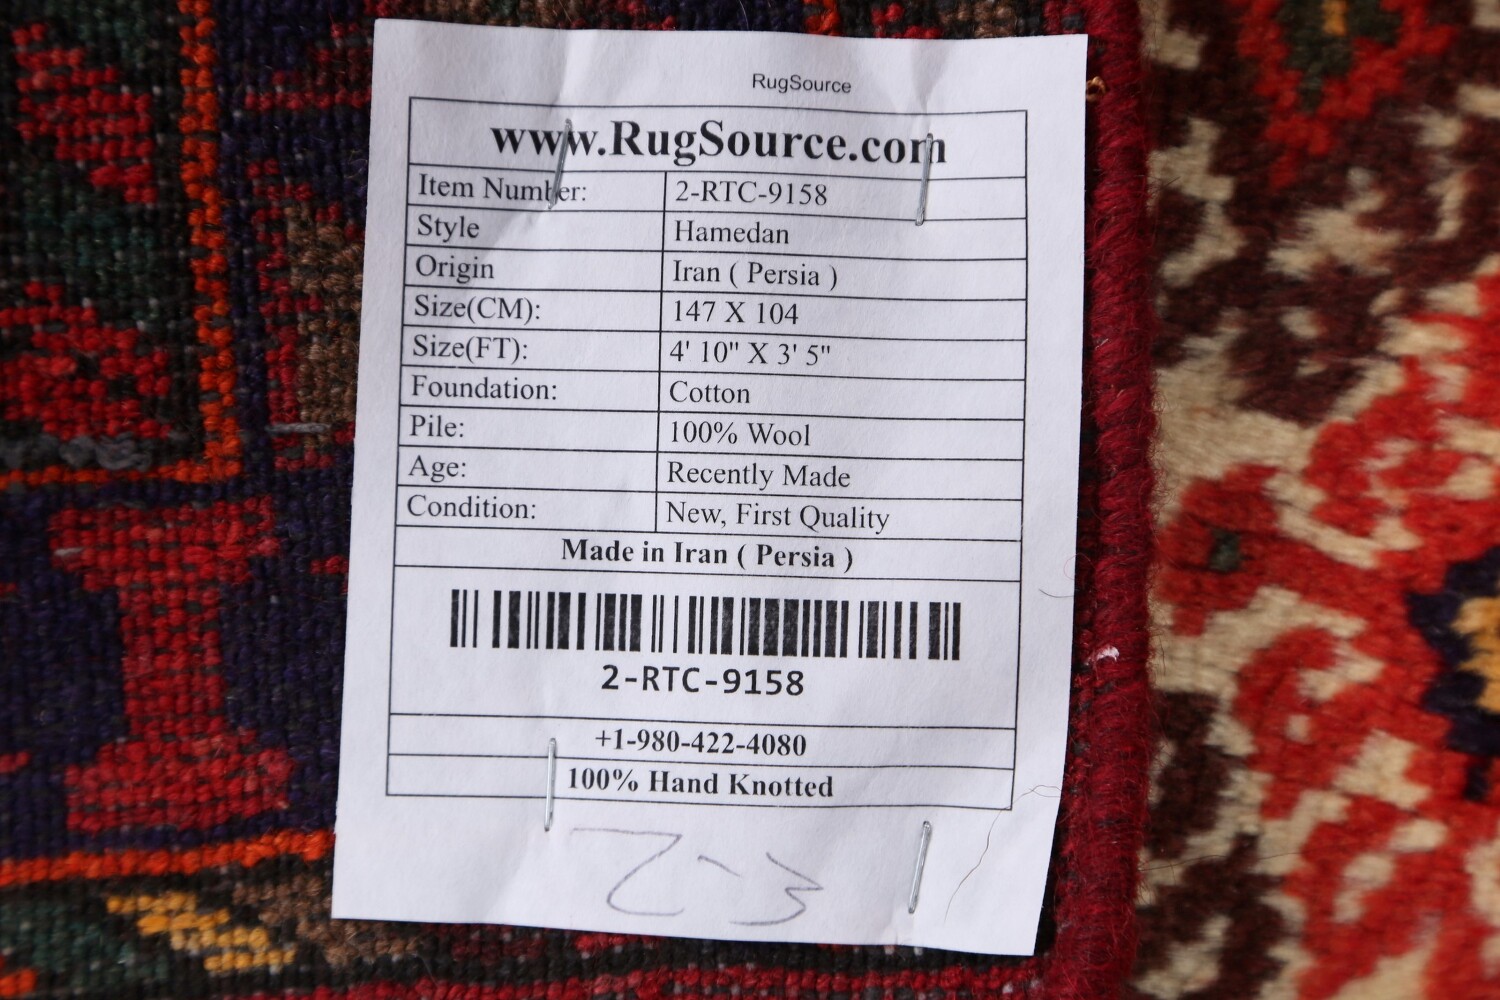 RugSource
www.RugSource.com
Item Number: 2-RTC-9158
Style Hamedan
Origin Iran ( Persia )
Size(CM): 147 X 104
Size(FT): 4' 10" X 3' 5"
Foundation: Cotton
Pile: 100% Wool
Age: Recently Made
Condition: New, First Quality
Made in Iran ( Persia )
2-RTC-9158
+1-980-422-4080
100% Hand Knotted